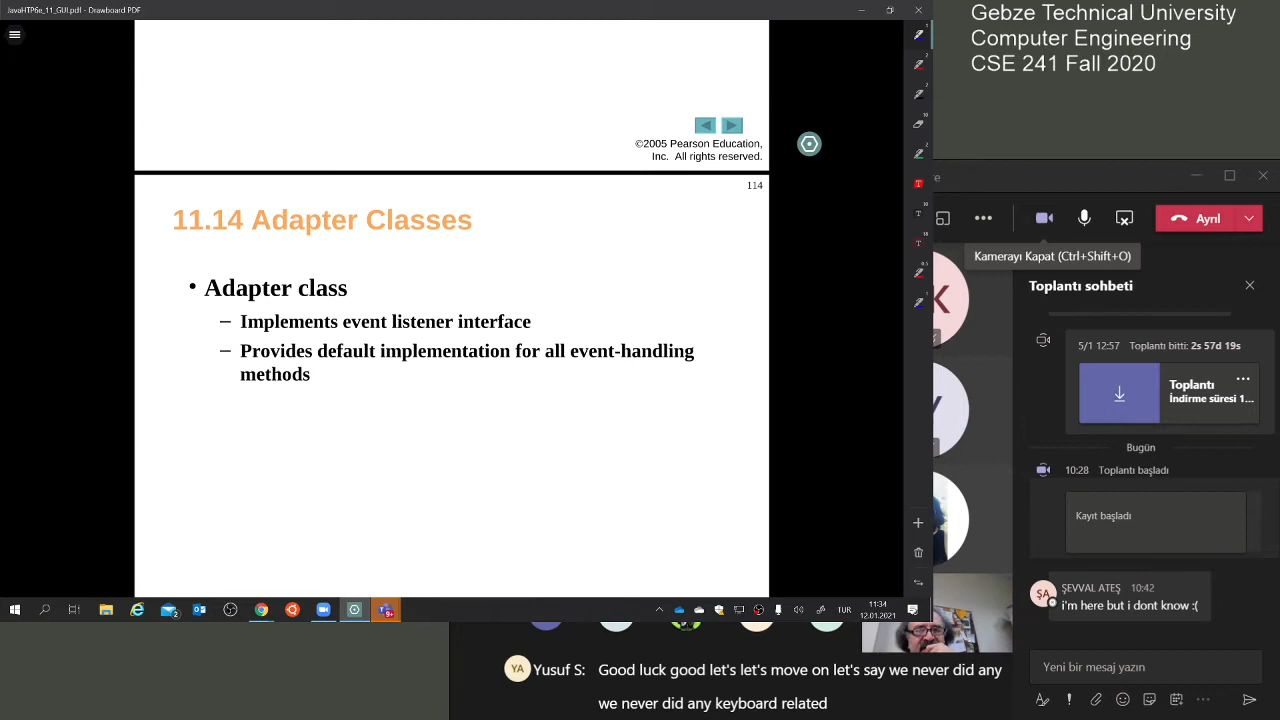 JavaHTP6e_11_GUI.pdf - Drawboard PDF
Gebze Technical University
Computer Engineering
CSE 241 Fall 2020
©2005 Pearson Education,
Inc. All rights reserved.
114
11.14 Adapter Classes
• Adapter class
– Implements event listener interface
– Provides default implementation for all event-handling
methods
re
Ayrıl
Kamerayı Kapat (Ctrl+Shift+O)
Toplantı sohbeti
K
5/1 12:57 Toplantı bitti: 2s 57d 19s
Toplantı
İndirme süresi 1...
Bugün
10:28 Toplantı başladı
Kayıt başladı
ŞA
ŞEVVAL ATEŞ 10:42
i'm here but i dont know :(
Yeni bir mesaj yazın
TUR
11:34
12.01.2021
YA Yusuf S: Good luck good let's let's move on let's say we never did any
we never did any keyboard related